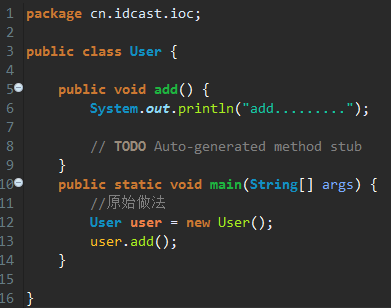 1 package cn.idcast.ioc;
2
3 public class User {
4
5     public void add() {
6         System.out.println("add.........");
7
8         // TODO Auto-generated method stub
9     }
10     public static void main(String[] args) {
11         //原始做法
12         User user = new User();
13         user.add();
14     }
15
16 }